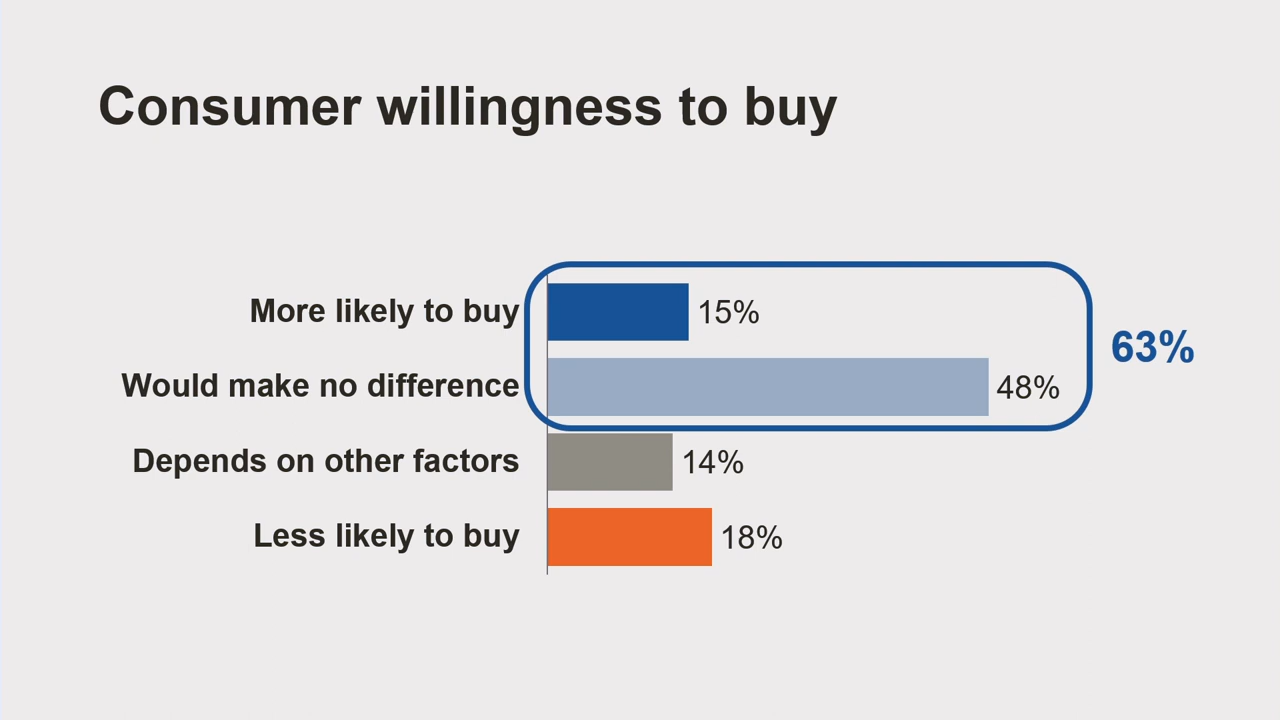 Consumer willingness to buy
More likely to buy 15%
63%
Would make no difference 48%
Depends on other factors 14%
Less likely to buy 18%